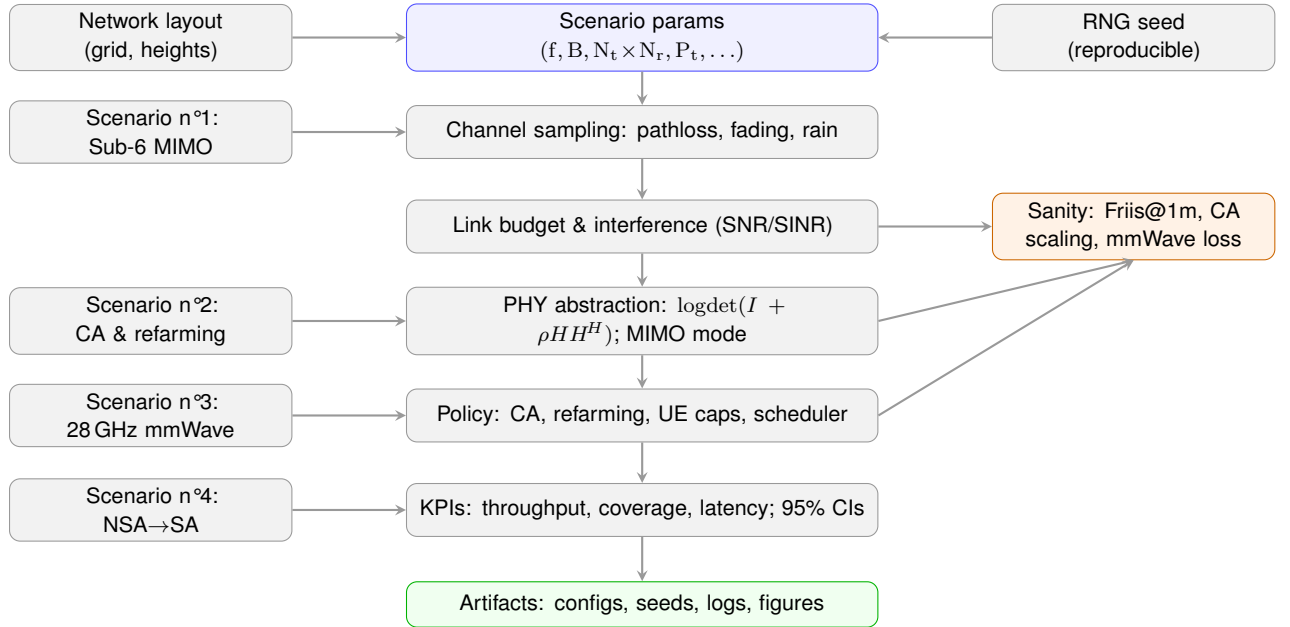 Network layout
(grid, heights)
Scenario params
(f, B, N_t × N_r, P_t, …)
RNG seed
(reproducible)
Scenario n°1:
Sub-6 MIMO
Channel sampling: pathloss, fading, rain
Link budget & interference (SNR/SINR)
Sanity: Friis@1m, CA
scaling, mmWave loss
Scenario n°2:
CA & refarming
PHY abstraction: logdet(I +
ρHH^H); MIMO mode
Scenario n°3:
28 GHz mmWave
Policy: CA, refarming, UE caps, scheduler
Scenario n°4:
NSA→SA
KPIs: throughput, coverage, latency; 95% CIs
Artifacts: configs, seeds, logs, figures